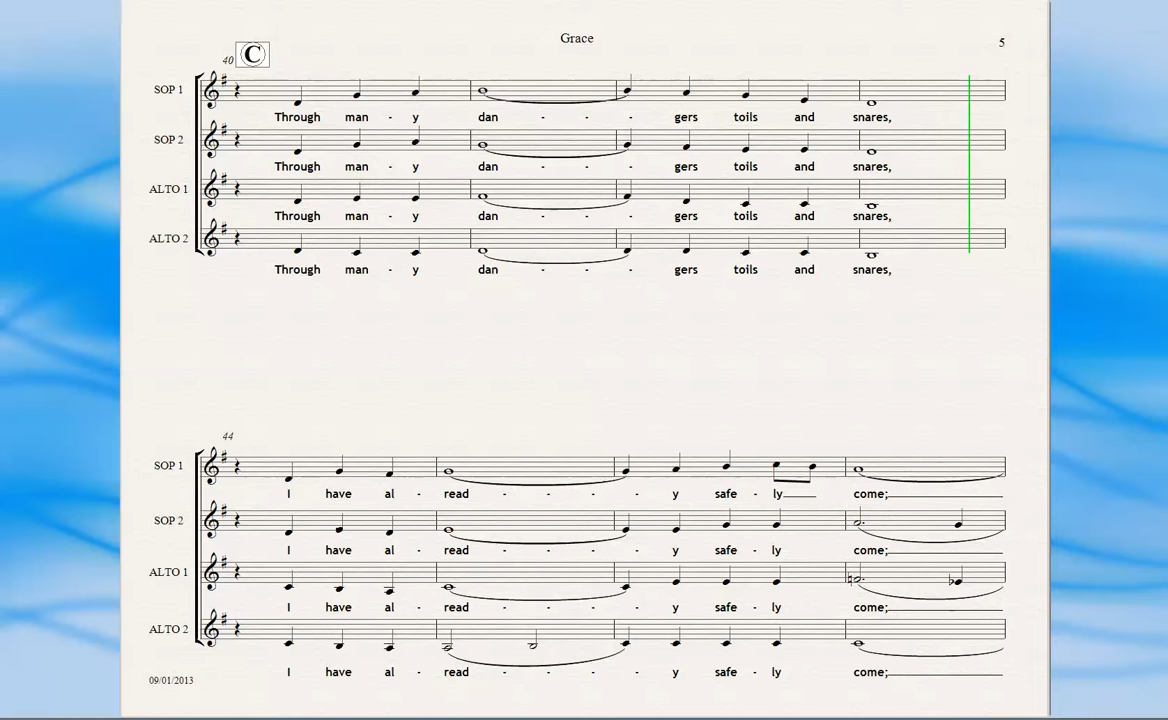 Grace
5
40 C
SOP 1
Through man - y dan - - - gers toils and snares,
SOP 2
Through man - y dan - - - gers toils and snares,
ALTO 1
Through man - y dan - - - gers toils and snares,
ALTO 2
Through man - y dan - - - gers toils and snares,
44
SOP 1
I have al - read - - - - y safe - ly come;
SOP 2
I have al - read - - - - y safe - ly come;
ALTO 1
I have al - read - - - - y safe - ly come;
ALTO 2
I have al - read - - - - y safe - ly come;
09/01/2013